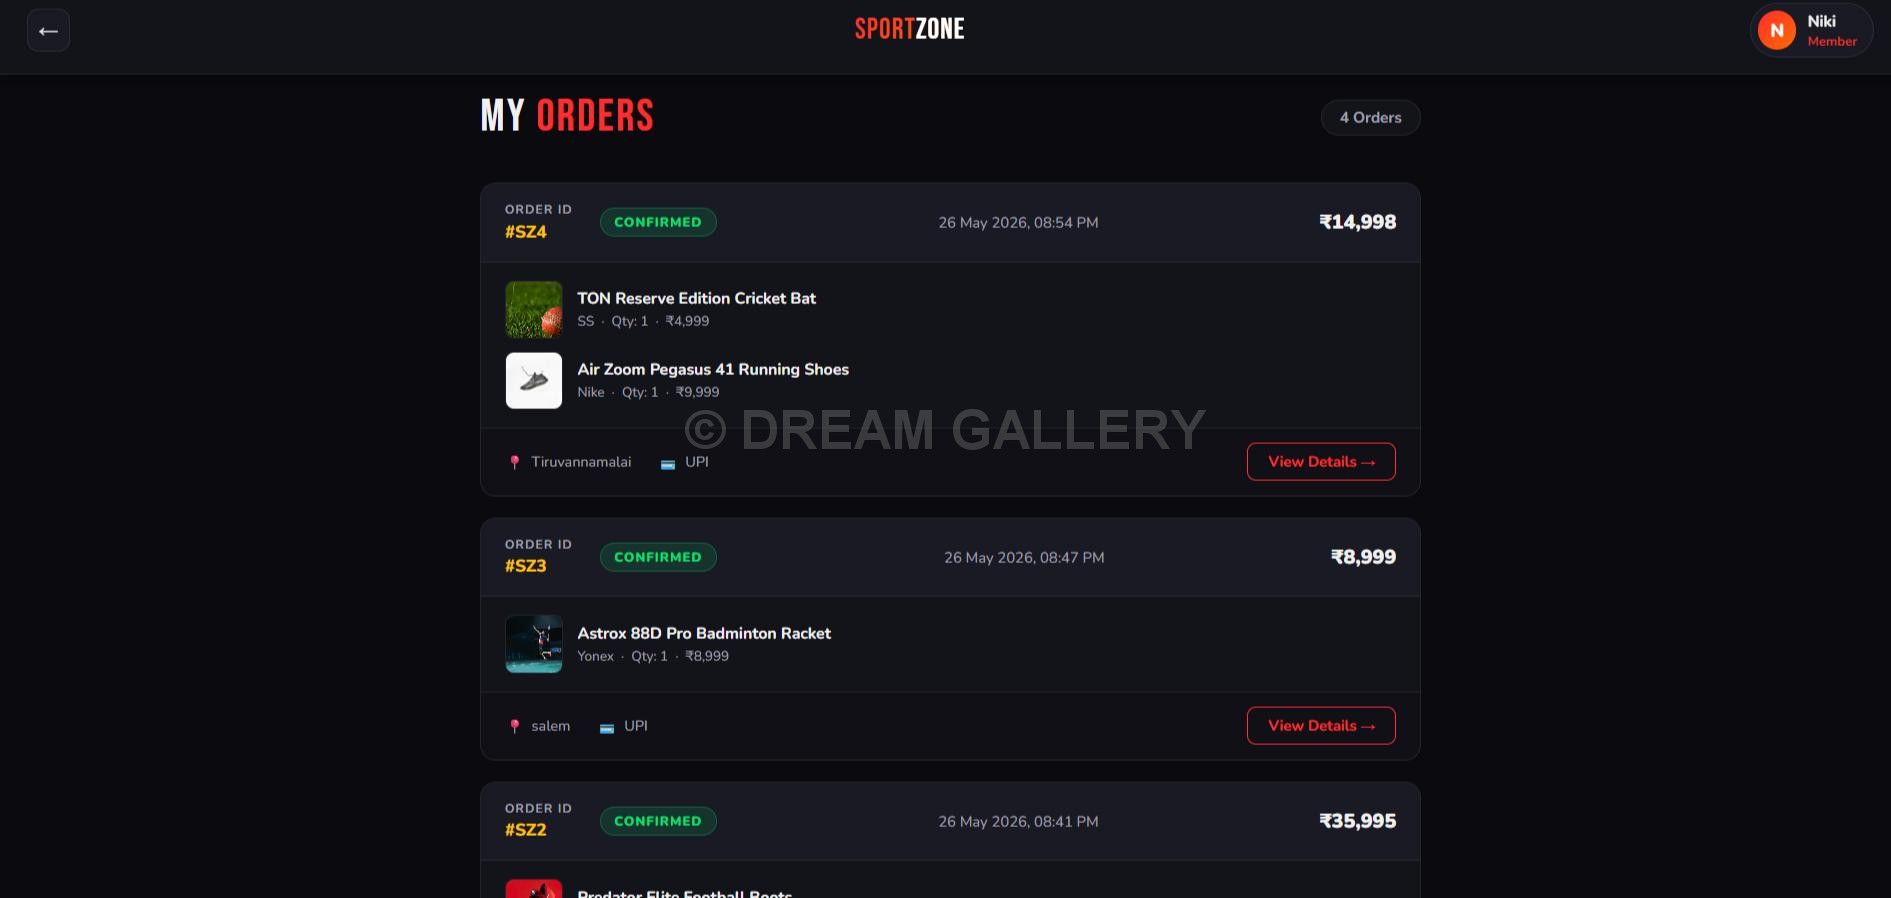 ←
SPORTZONE
N
Niki
Member
MY ORDERS
4 Orders
ORDER ID
#SZ4
CONFIRMED
26 May 2026, 08:54 PM
₹14,998
TON Reserve Edition Cricket Bat
SS · Qty: 1 · ₹4,999
Air Zoom Pegasus 41 Running Shoes
Nike · Qty: 1 · ₹9,999
© DREAM GALLERY
Tiruvannamalai
UPI
View Details →
ORDER ID
#SZ3
CONFIRMED
26 May 2026, 08:47 PM
₹8,999
Astrox 88D Pro Badminton Racket
Yonex · Qty: 1 · ₹8,999
salem
UPI
View Details →
ORDER ID
#SZ2
CONFIRMED
26 May 2026, 08:41 PM
₹35,995
Predator Elite Football Boots